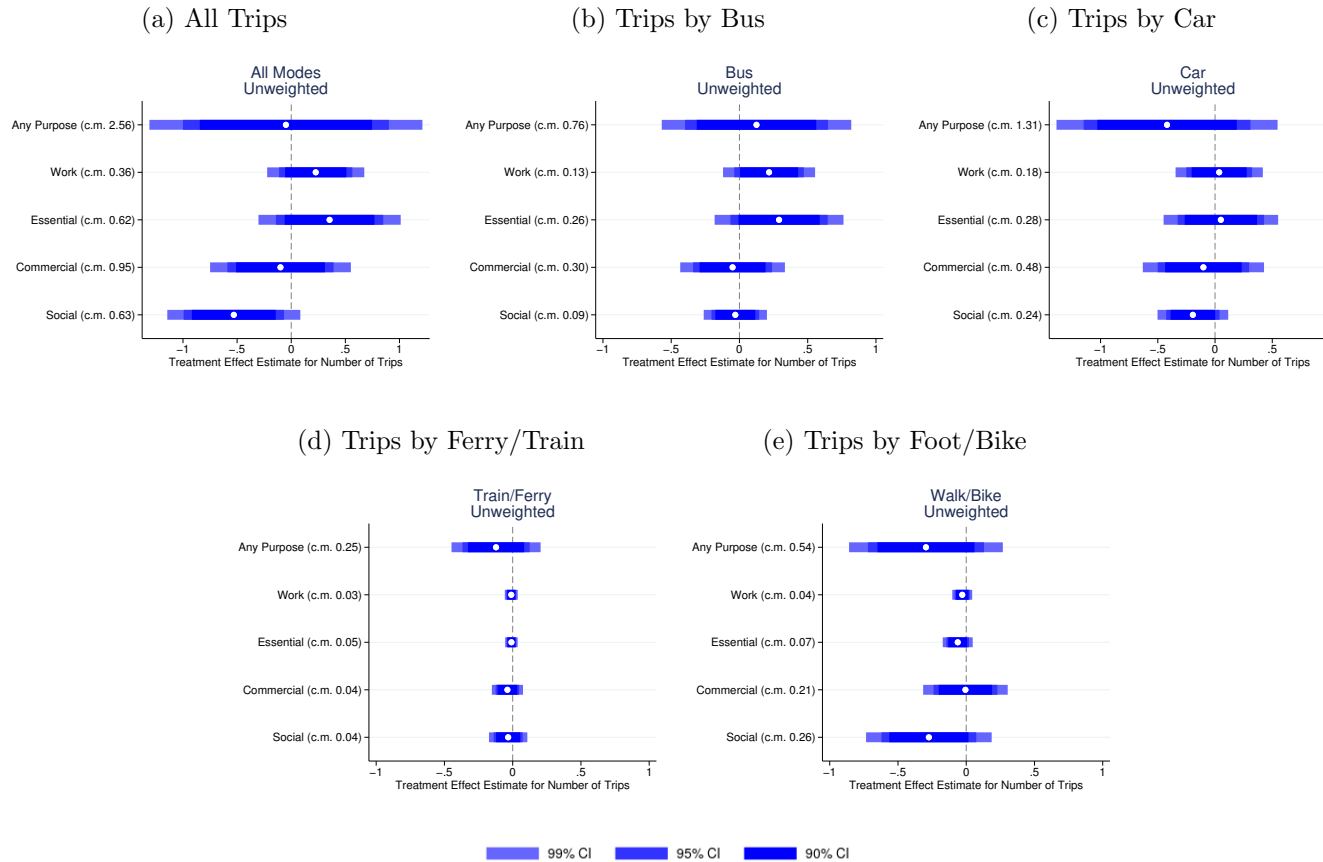 (a) All Trips
All Modes
Unweighted
Any Purpose (c.m. 2.56)
Work (c.m. 0.36)
Essential (c.m. 0.62)
Commercial (c.m. 0.95)
Social (c.m. 0.63)
−1 −.5 0 .5 1
Treatment Effect Estimate for Number of Trips
(b) Trips by Bus
Bus
Unweighted
Any Purpose (c.m. 0.76)
Work (c.m. 0.13)
Essential (c.m. 0.26)
Commercial (c.m. 0.30)
Social (c.m. 0.09)
−1 −.5 0 .5 1
Treatment Effect Estimate for Number of Trips
(c) Trips by Car
Car
Unweighted
Any Purpose (c.m. 1.31)
Work (c.m. 0.18)
Essential (c.m. 0.28)
Commercial (c.m. 0.48)
Social (c.m. 0.24)
−1 −.5 0 .5
Treatment Effect Estimate for Number of Trips
(d) Trips by Ferry/Train
Train/Ferry
Unweighted
Any Purpose (c.m. 0.25)
Work (c.m. 0.03)
Essential (c.m. 0.05)
Commercial (c.m. 0.04)
Social (c.m. 0.04)
−1 −.5 0 .5 1
Treatment Effect Estimate for Number of Trips
(e) Trips by Foot/Bike
Walk/Bike
Unweighted
Any Purpose (c.m. 0.54)
Work (c.m. 0.04)
Essential (c.m. 0.07)
Commercial (c.m. 0.21)
Social (c.m. 0.26)
−1 −.5 0 .5 1
Treatment Effect Estimate for Number of Trips
99% CI 95% CI 90% CI